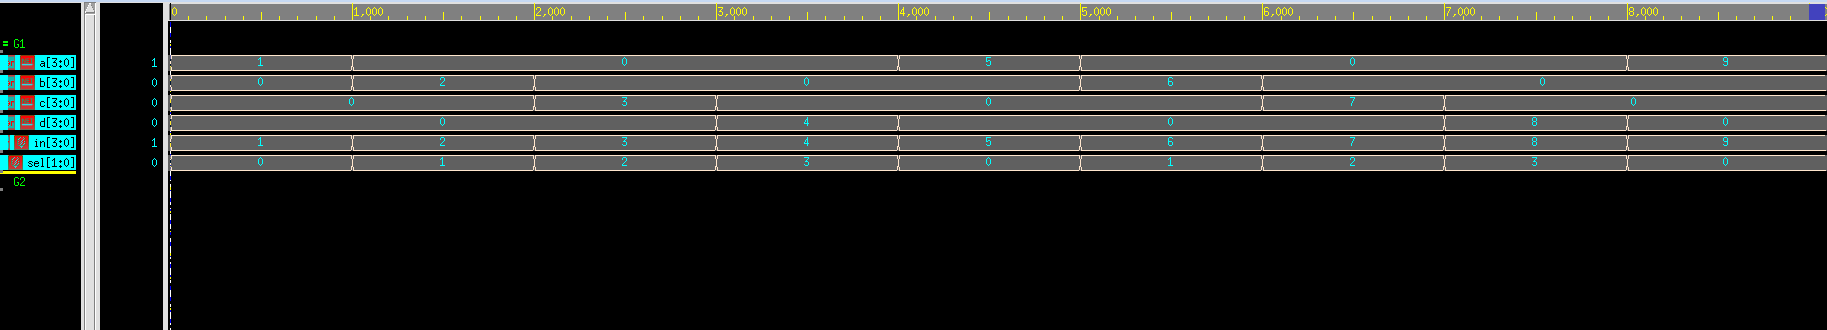 0 1,000 2,000 3,000 4,000 5,000 6,000 7,000 8,000
= G1
a[3:0] 1 1 0 5 0 9
b[3:0] 0 0 2 0 6 0
c[3:0] 0 0 3 0 7 0
d[3:0] 0 0 4 0 8 0
in[3:0] 1 1 2 3 4 5 6 7 8 9
sel[1:0] 0 0 1 2 3 0 1 2 3 0
G2